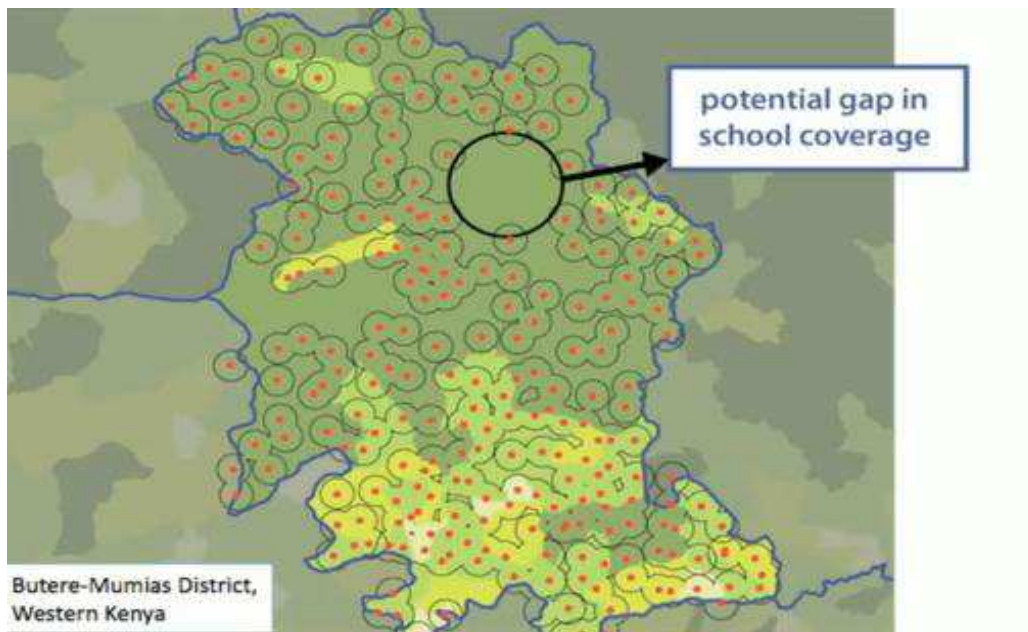 potential gap in
school coverage
Butere-Mumias District,
Western Kenya